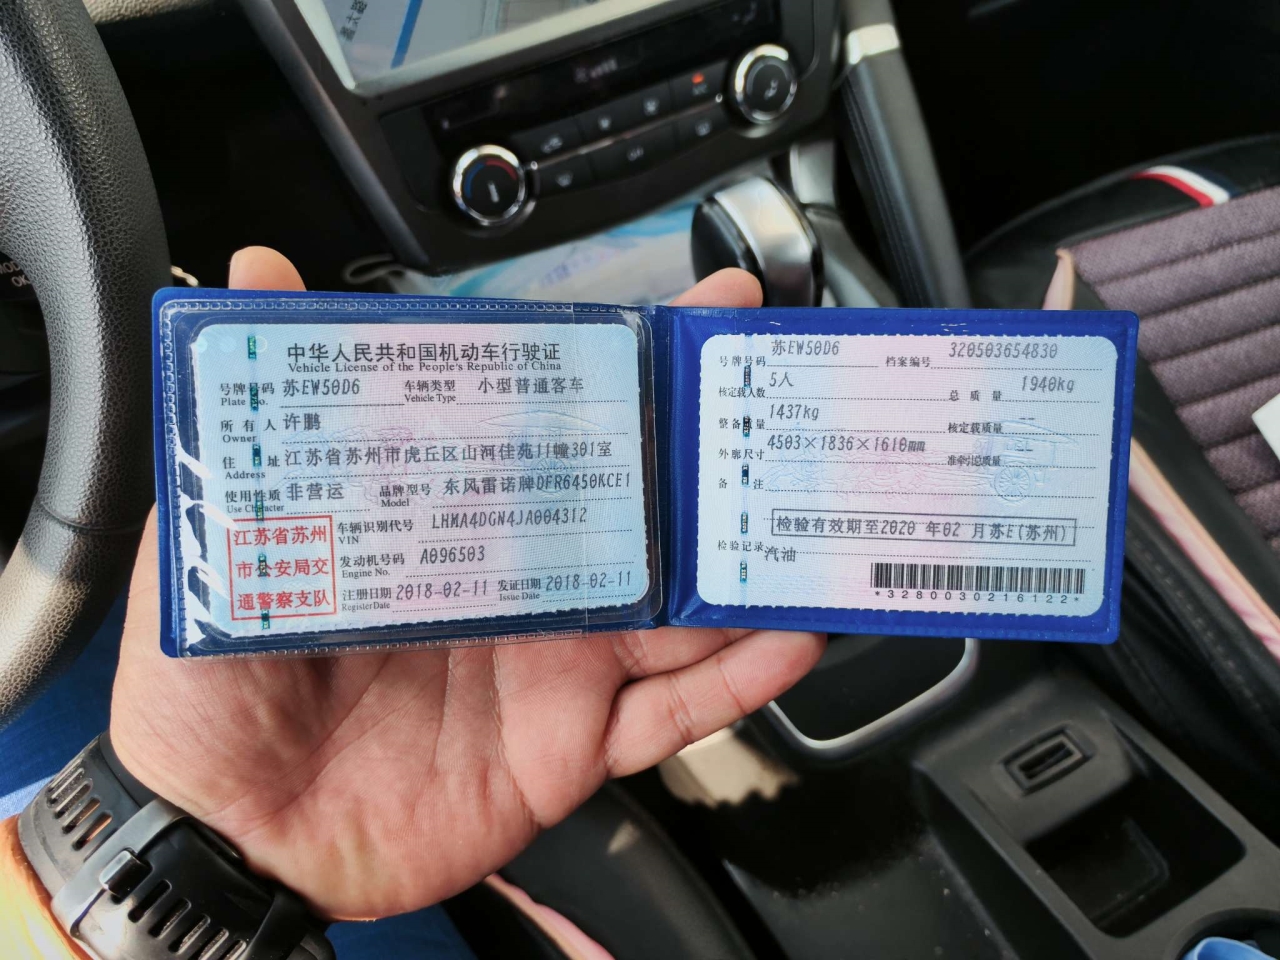 中华人民共和国机动车行驶证
Vehicle License of the People's Republic of China
号牌号码 苏EW50D6 车辆类型 小型普通客车
Plate No. Vehicle Type
所有人 许鹏
Owner
住址 江苏省苏州市虎丘区山河佳苑11幢301室
Address
使用性质 非营运 品牌型号 东风雷诺牌DFR6450KCE1
Use Character Model
江苏省苏州
市公安局交
通警察支队
车辆识别代号 LHMA4DGN4JA004312
VIN
发动机号码 A096503
Engine No.
注册日期 2018-02-11 发证日期 2018-02-11
Register Date Issue Date
号牌号码 苏EW50D6 档案编号 320503654830
核定载人数 5人 总质量 1940kg
整备质量 1437kg 核定载质量 --
外廓尺寸 4503×1836×1610mm 准牵引总质量 --
备注
检验有效期至2020 年02 月苏E(苏州)
检验记录 汽油
*3280030216122*